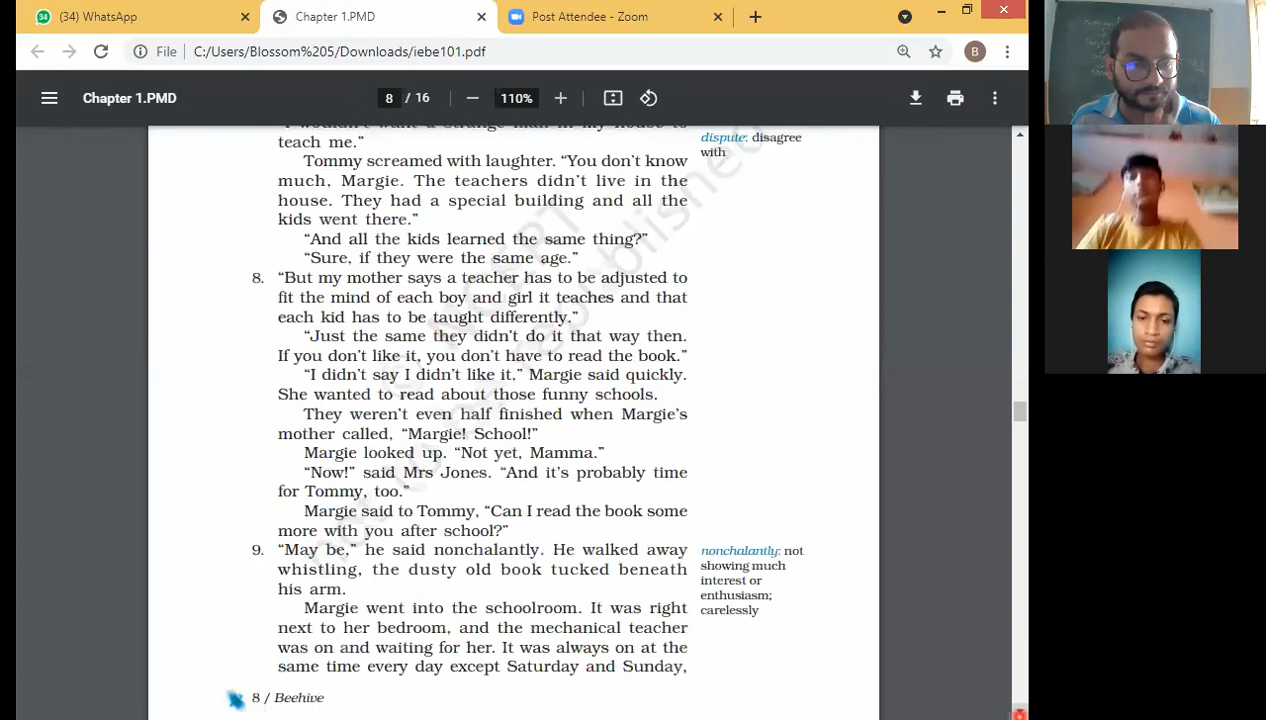 (34) WhatsApp
Chapter 1.PMD
Post Attendee - Zoom
File
C:/Users/Blossom%205/Downloads/iebe101.pdf
B
Chapter 1.PMD
8 / 16
110%
teach me.”
Tommy screamed with laughter. “You don’t know
much, Margie. The teachers didn’t live in the
house. They had a special building and all the
kids went there.”
“And all the kids learned the same thing?”
“Sure, if they were the same age.”
8. “But my mother says a teacher has to be adjusted to
fit the mind of each boy and girl it teaches and that
each kid has to be taught differently.”
“Just the same they didn’t do it that way then.
If you don’t like it, you don’t have to read the book.”
“I didn’t say I didn’t like it,” Margie said quickly.
She wanted to read about those funny schools.
They weren’t even half finished when Margie’s
mother called, “Margie! School!”
Margie looked up. “Not yet, Mamma.”
“Now!” said Mrs Jones. “And it’s probably time
for Tommy, too.”
Margie said to Tommy, “Can I read the book some
more with you after school?”
9. “May be,” he said nonchalantly. He walked away
whistling, the dusty old book tucked beneath
his arm.
Margie went into the schoolroom. It was right
next to her bedroom, and the mechanical teacher
was on and waiting for her. It was always on at the
same time every day except Saturday and Sunday,
dispute: disagree
with
nonchalantly: not
showing much
interest or
enthusiasm;
carelessly
8 / Beehive